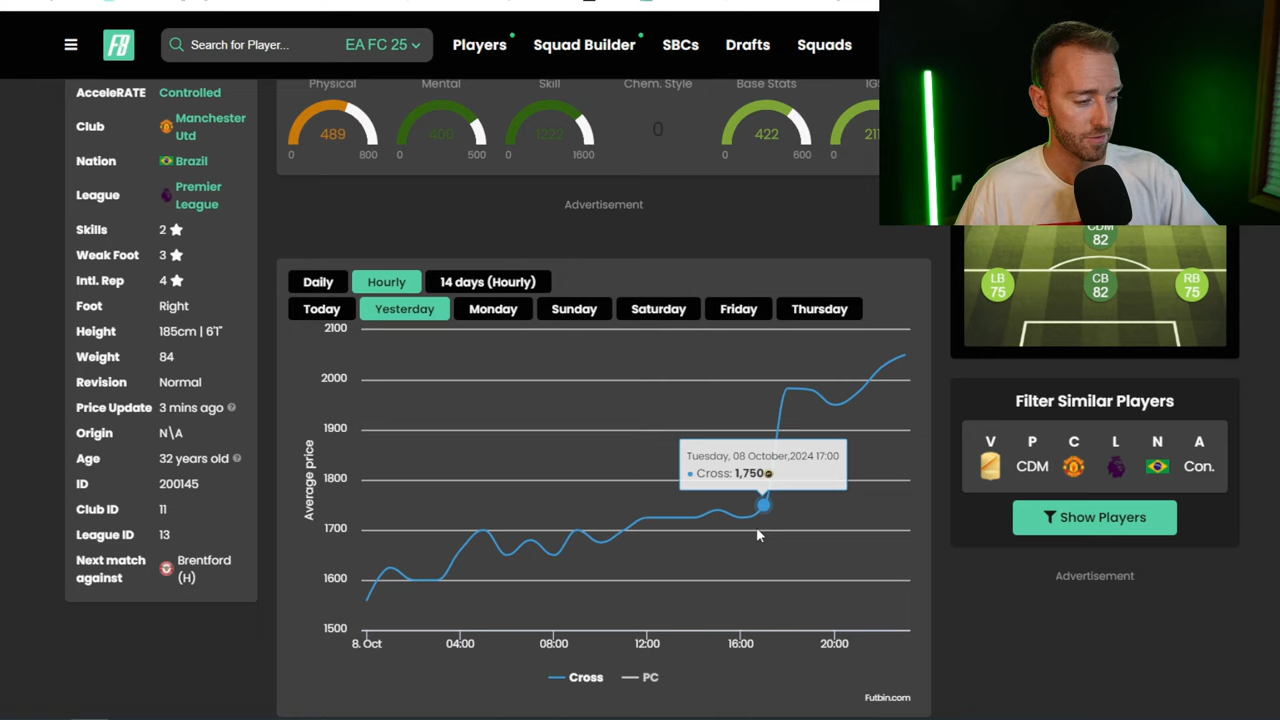 F8
Search for Player...
EA FC 25
Players
Squad Builder
SBCs
Drafts
Squads
AcceleRATE
Controlled
Club
Manchester
Utd
Nation
Brazil
League
Premier
League
Skills
2
Weak Foot
3
Intl. Rep
4
Foot
Right
Height
185cm | 6'1"
Weight
84
Revision
Normal
Price Update
3 mins ago
Origin
N\A
Age
32 years old
ID
200145
Club ID
11
League ID
13
Next match
against
Brentford
(H)
Physical
Mental
Skill
Chem. Style
Base Stats
489
400
1222
0
422
0
800
0
500
0
1600
0
600
0
Advertisement
Daily
Hourly
14 days (Hourly)
Today
Yesterday
Monday
Sunday
Saturday
Friday
Thursday
Average price
2100
2000
1900
1800
1700
1600
1500
Tuesday, 08 October,2024 17:00
Cross: 1,750
8. Oct
04:00
08:00
12:00
16:00
20:00
Cross
PC
Futbin.com
CDM
82
LB
75
CB
82
RB
75
Filter Similar Players
V
P
C
L
N
A
CDM
Con.
Show Players
Advertisement